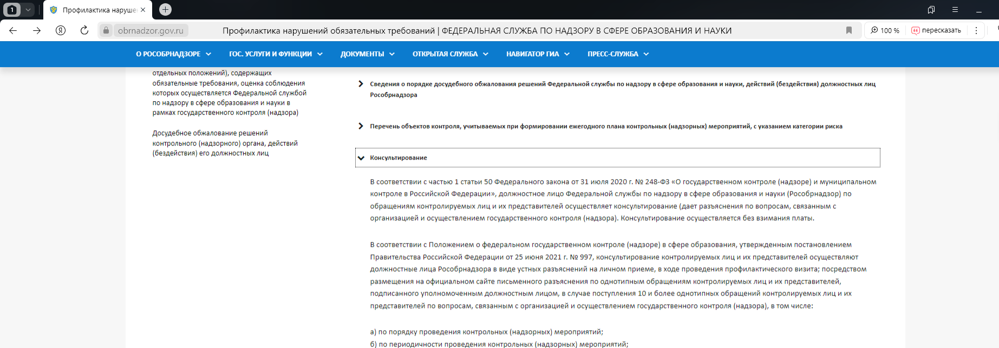 1
Профилактика наруше
obrnadzor.gov.ru
Профилактика нарушений обязательных требований | ФЕДЕРАЛЬНАЯ СЛУЖБА ПО НАДЗОРУ В СФЕРЕ ОБРАЗОВАНИЯ И НАУКИ
100 %
пересказать
О РОСОБРНАДЗОРЕ
ГОС. УСЛУГИ И ФУНКЦИИ
ДОКУМЕНТЫ
ОТКРЫТАЯ СЛУЖБА
НАВИГАТОР ГИА
ПРЕСС-СЛУЖБА
отдельных положений), содержащих
обязательные требования, оценка соблюдения
которых осуществляется Федеральной службой
по надзору в сфере образования и науки в
рамках государственного контроля (надзора)
Досудебное обжалование решений
контрольного (надзорного) органа, действий
(бездействия) его должностных лиц
Сведения о порядке досудебного обжалования решений Федеральной службы по надзору в сфере образования и науки, действий (бездействия) должностных лиц
Рособрнадзора
Перечень объектов контроля, учитываемых при формировании ежегодного плана контрольных (надзорных) мероприятий, с указанием категории риска
Консультирование
В соответствии с частью 1 статьи 50 Федерального закона от 31 июля 2020 г. № 248-ФЗ «О государственном контроле (надзоре) и муниципальном
контроле в Российской Федерации», должностное лицо Федеральной службы по надзору в сфере образования и науки (Рособрнадзор) по
обращениям контролируемых лиц и их представителей осуществляет консультирование (дает разъяснения по вопросам, связанным с
организацией и осуществлением государственного контроля (надзора). Консультирование осуществляется без взимания платы.
В соответствии с Положением о федеральном государственном контроле (надзоре) в сфере образования, утвержденным постановлением
Правительства Российской Федерации от 25 июня 2021 г. № 997, консультирование контролируемых лиц и их представителей осуществляют
должностные лица Рособрнадзора в виде устных разъяснений на личном приеме, в ходе проведения профилактического визита; посредством
размещения на официальном сайте письменного разъяснения по однотипным обращениям контролируемых лиц и их представителей,
подписанного уполномоченным должностным лицом, в случае поступления 10 и более однотипных обращений контролируемых лиц и их
представителей по вопросам, связанным с организацией и осуществлением государственного контроля (надзора), в том числе:
а) по порядку проведения контрольных (надзорных) мероприятий;
б) по периодичности проведения контрольных (надзорных) мероприятий;